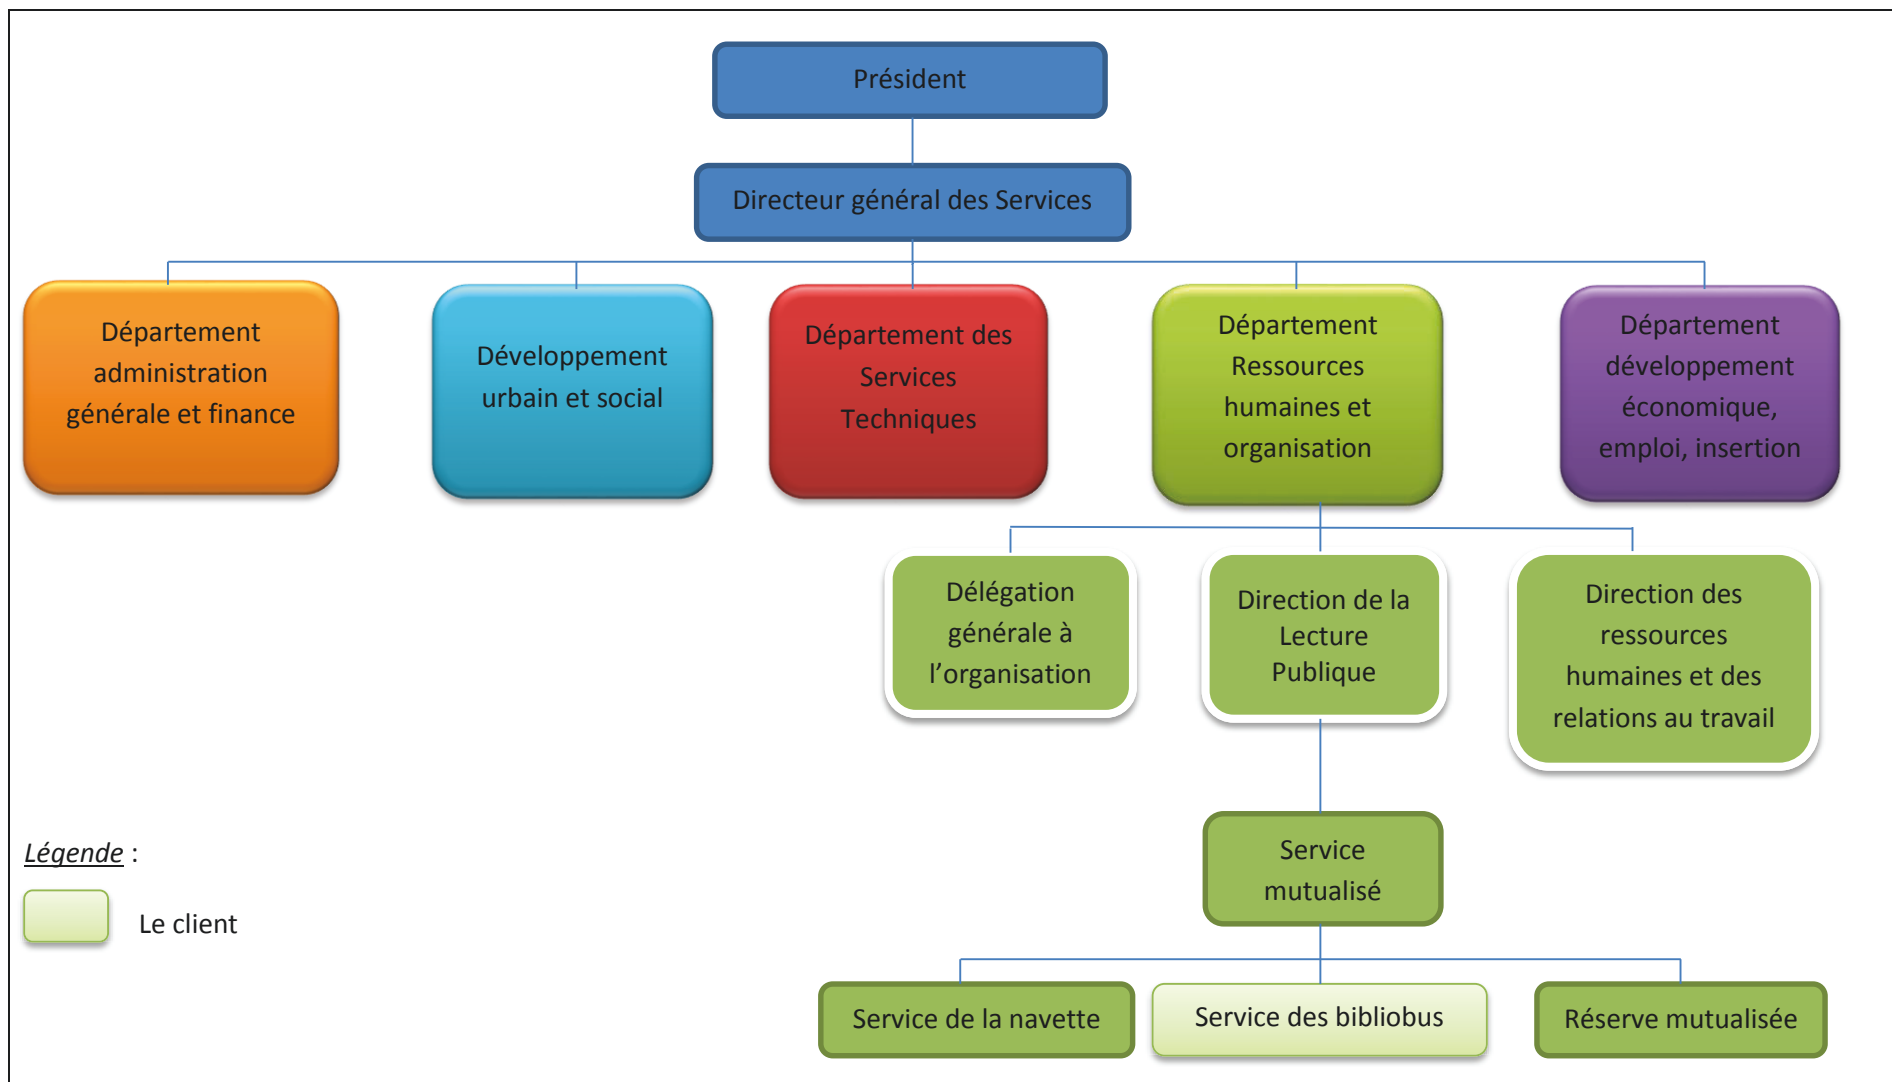 Président
Directeur général des Services
Département
administration
générale et finance
Développement
urbain et social
Département des
Services
Techniques
Département
Ressources
humaines et
organisation
Département
développement
économique,
emploi, insertion
Délégation
générale à
l’organisation
Direction de la
Lecture
Publique
Direction des
ressources
humaines et des
relations au travail
Service
mutualisé
Légende :
Le client
Service de la navette
Service des bibliobus
Réserve mutualisée